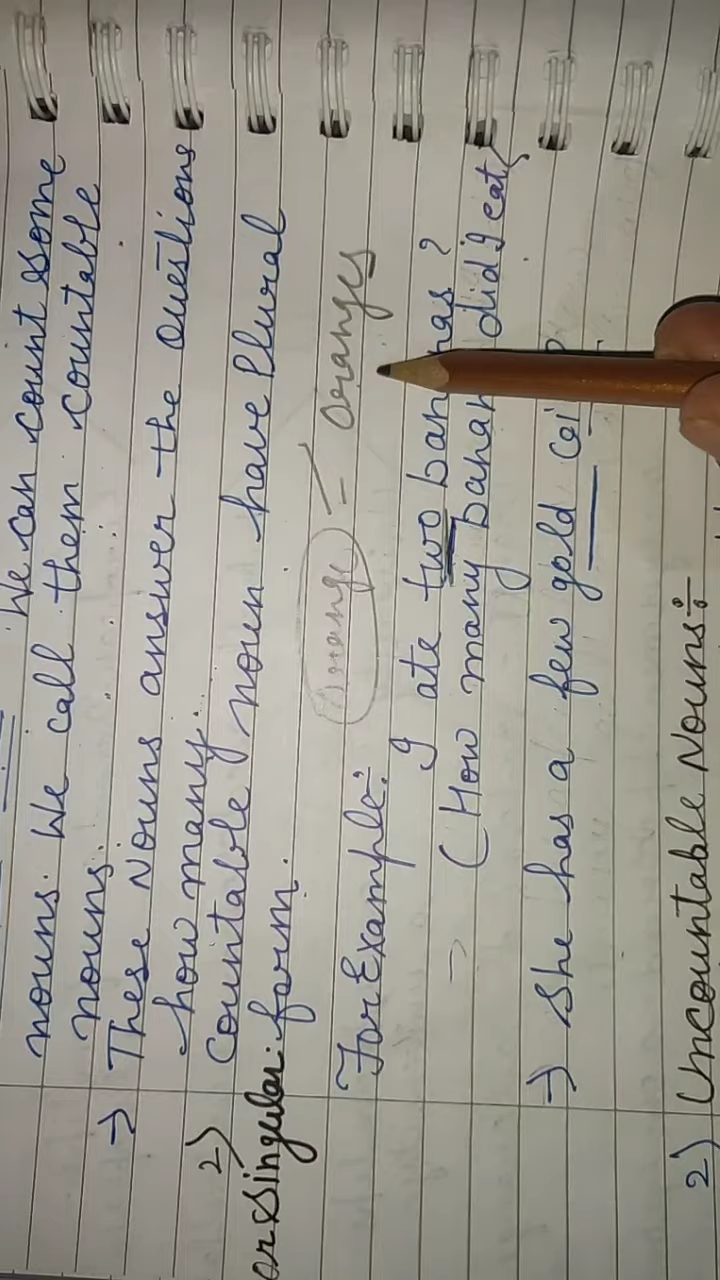 We can count some
nouns. We call them countable
nouns.
→ These Nouns answer the Questions
how many.
2) Countable noun have Plural
or Singular form.
Orange - Oranges
For Example:
I ate two bananas?
→ (How many banan did I eat)
→ She has a few gold
2) Uncountable Nouns: